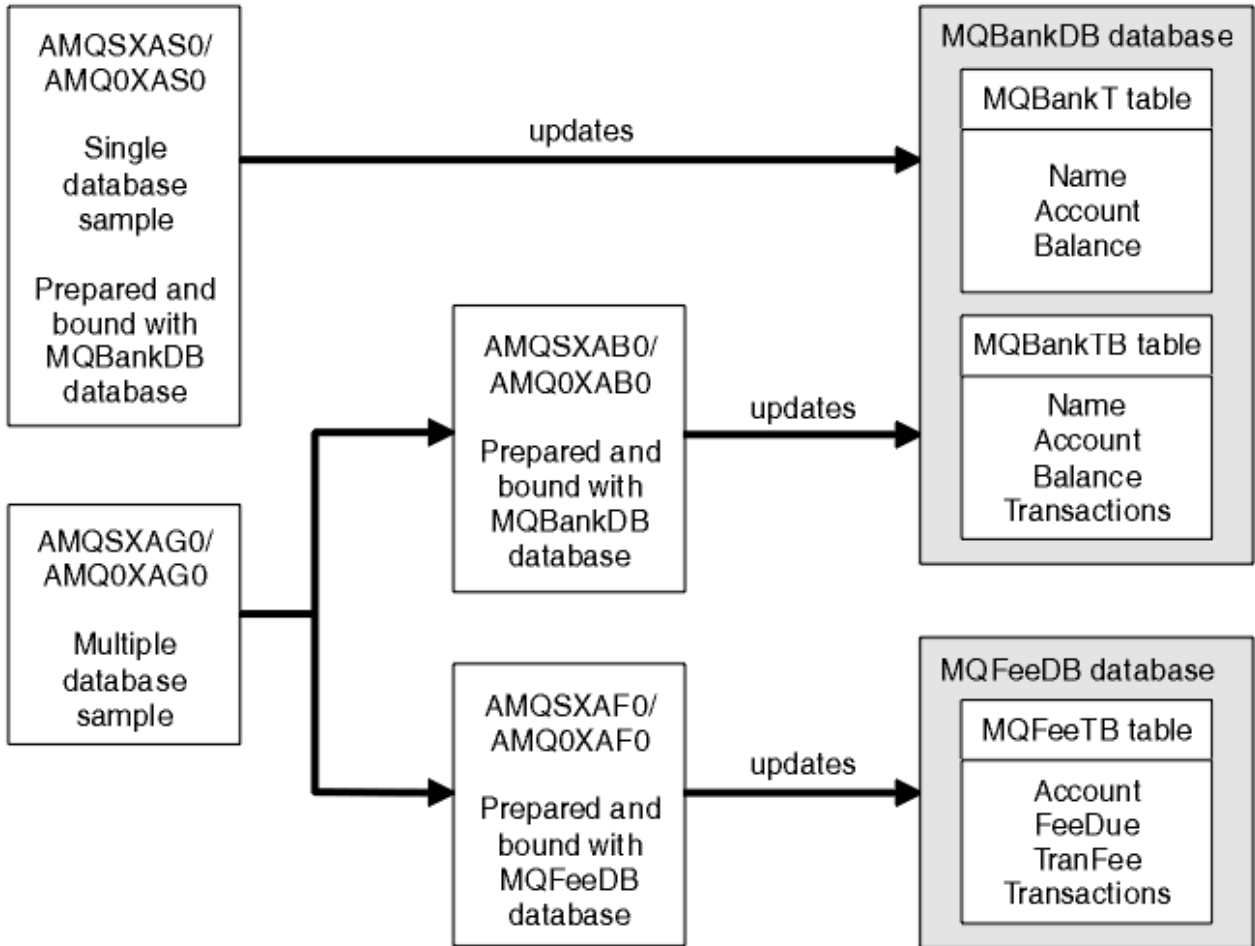 AMQSXAS0/
AMQ0XAS0
Single
database
sample
Prepared and
bound with
MQBankDB
database
updates
MQBankDB database
MQBankT table
Name
Account
Balance
MQBankTB table
Name
Account
Balance
Transactions
AMQSXAG0/
AMQ0XAG0
Multiple
database
sample
AMQSXAB0/
AMQ0XAB0
Prepared and
bound with
MQBankDB
database
updates
AMQSXAF0/
AMQ0XAF0
Prepared and
bound with
MQFeeDB
database
updates
MQFeeDB database
MQFeeTB table
Account
FeeDue
TranFee
Transactions